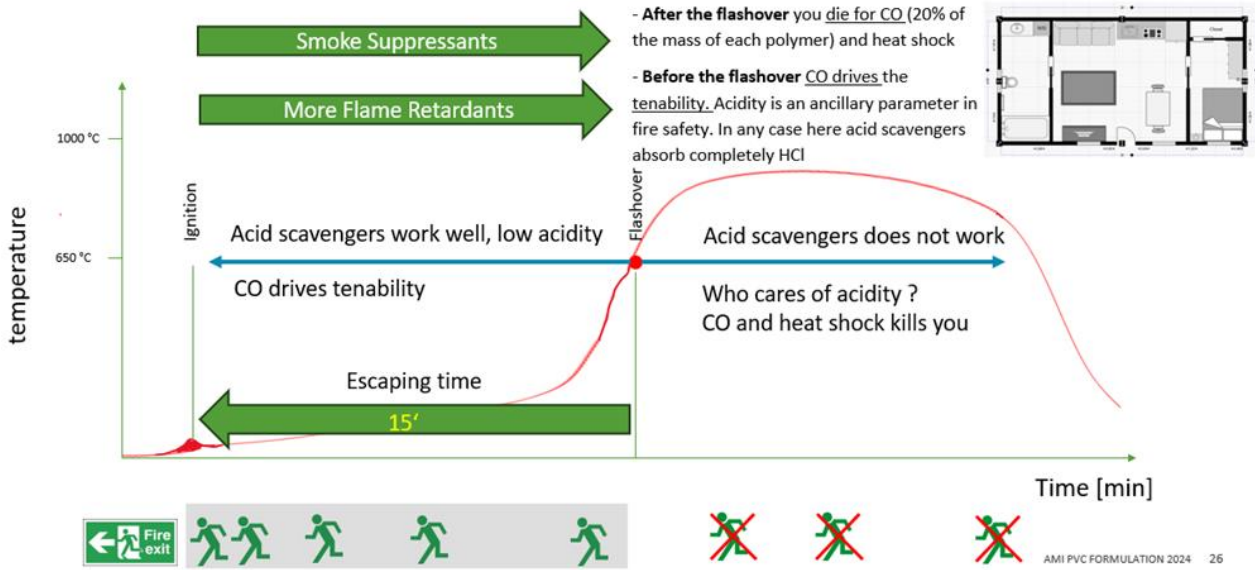 Smoke Suppressants
More Flame Retardants
- After the flashover you die for CO (20% of
the mass of each polymer) and heat shock
- Before the flashover CO drives the
tenability. Acidity is an ancillary parameter in
fire safety. In any case here acid scavengers
absorb completely HCl
Closet
1000 °C
650 °C
temperature
Ignition
Flashover
Acid scavengers work well, low acidity
CO drives tenability
Acid scavengers does not work
Who cares of acidity ?
CO and heat shock kills you
Escaping time
15‘
Time [min]
Fire
exit
AMI PVC FORMULATION 2024 26